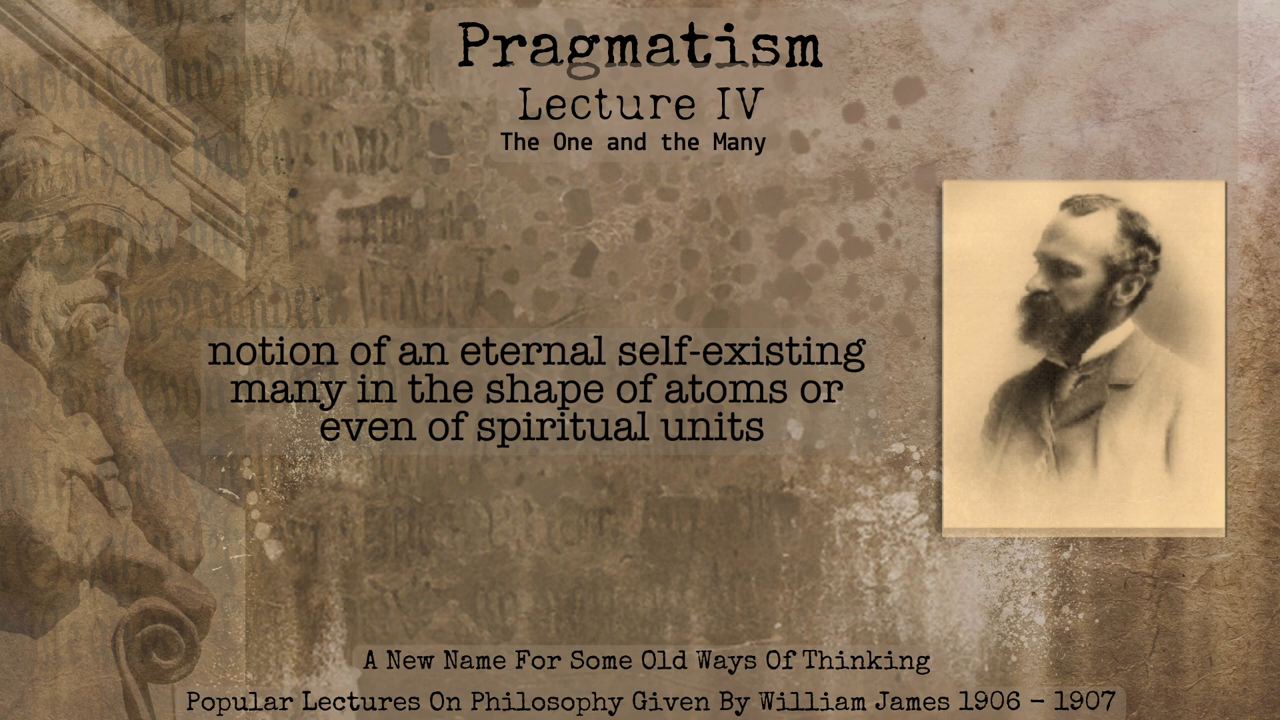 Pragmatism
Lecture IV
The One and the Many
notion of an eternal self-existing
many in the shape of atoms or
even of spiritual units
A New Name For Some Old Ways Of Thinking
Popular Lectures On Philosophy Given By William James 1906 - 1907